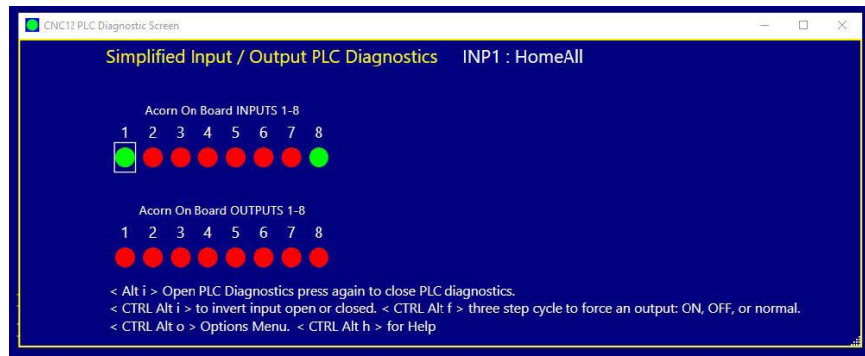 CNC12 PLC Diagnostic Screen
Simplified Input / Output PLC Diagnostics INP1 : HomeAll
Acorn On Board INPUTS 1-8
1 2 3 4 5 6 7 8
Acorn On Board OUTPUTS 1-8
1 2 3 4 5 6 7 8
< Alt i > Open PLC Diagnostics press again to close PLC diagnostics.
< CTRL Alt i > to invert input open or closed. < CTRL Alt f > three step cycle to force an output: ON, OFF, or normal.
< CTRL Alt o > Options Menu. < CTRL Alt h > for Help